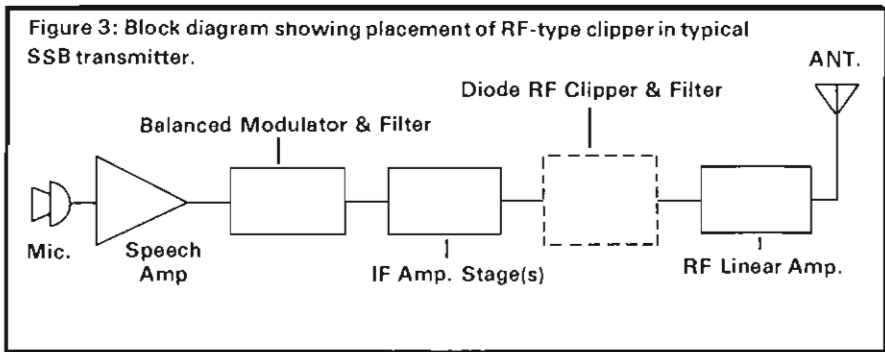 Figure 3: Block diagram showing placement of RF-type clipper in typical
SSB transmitter.
ANT.
Diode RF Clipper & Filter
Balanced Modulator & Filter
Mic.
Speech
Amp
IF Amp. Stage(s)
RF Linear Amp.